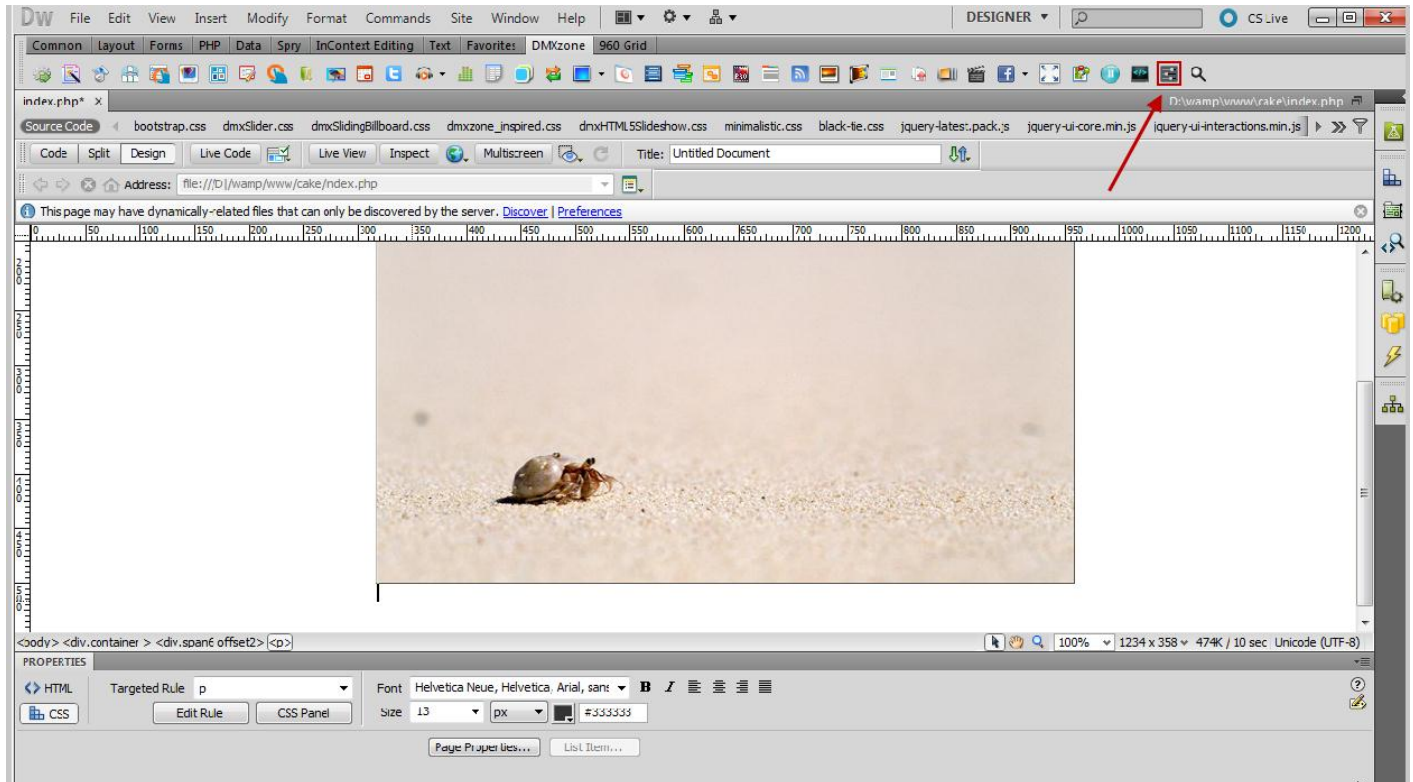 DW File Edit View Insert Modify Format Commands Site Window Help DESIGNER CS Live
Common Layout Forms PHP Data Spry InContext Editing Text Favorites DMXzone 960 Grid
index.php* X D:\wamp\www\cake\index.php
Source Code bootstrap.css dmxSlider.css dmxSlidingBillboard.css dmxzone_inspired.css dmxHTML5Slideshow.css minimalistic.css black-tie.css jquery-latest.pack.js jquery-ui-core.min.js jquery-ui-interactions.min.js
Code Split Design Live Code Live View Inspect Multiscreen Title: Untitled Document
Address: file:///D|/wamp/www/cake/index.php
This page may have dynamically-related files that can only be discovered by the server. Discover | Preferences
0 50 100 150 200 250 300 350 400 450 500 550 600 650 700 750 800 850 900 950 1000 1050 1100 1150 1200
200
250
300
350
400
450
500
<body> <div.container > <div.span6 offset2> <p> 100% 1234 x 358 474K / 10 sec Unicode (UTF-8)
PROPERTIES
<> HTML Targeted Rule p Font Helvetica Neue, Helvetica, Arial, sans B I
CSS Edit Rule CSS Panel Size 13 px #333333
Page Properties... List Item...